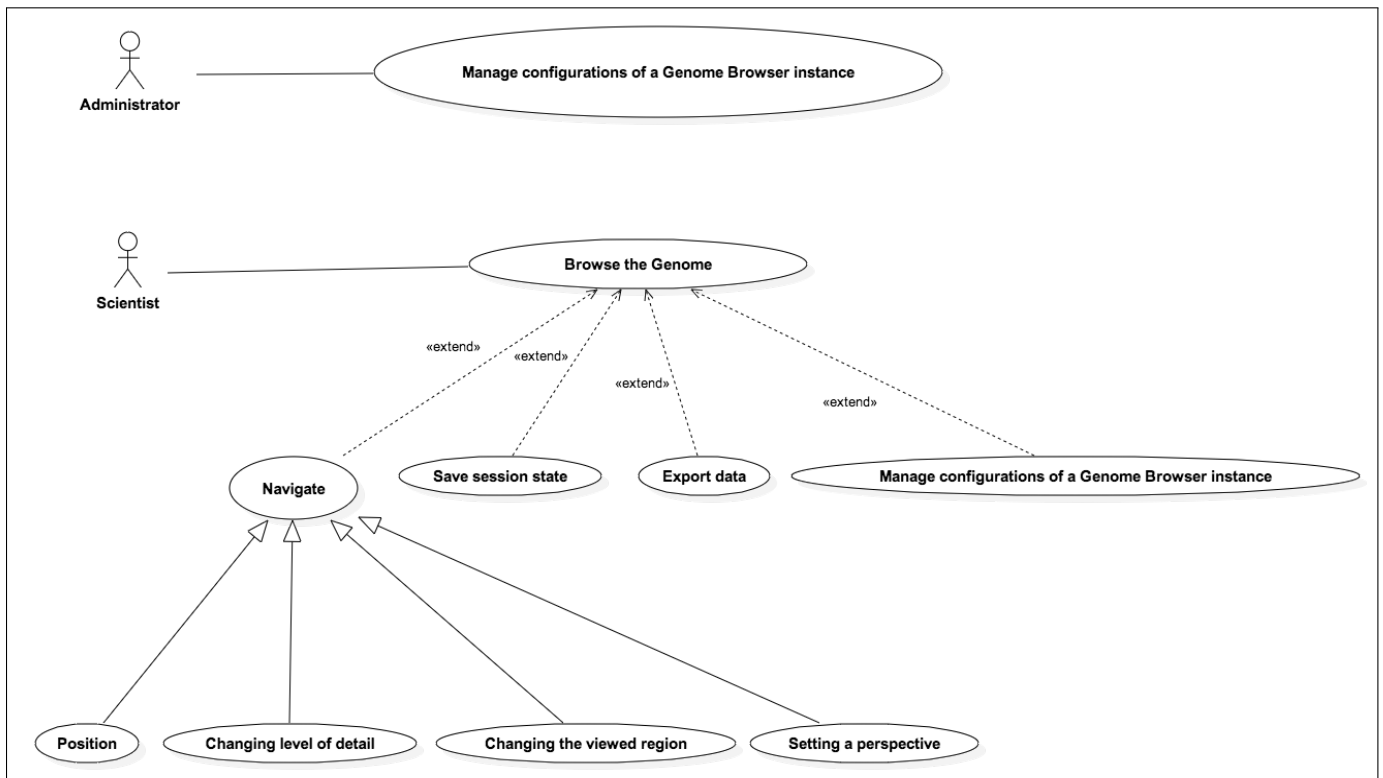 Manage configurations of a Genome Browser instance
Administrator
Browse the Genome
Scientist
«extend»
«extend»
«extend»
«extend»
Navigate
Save session state
Export data
Manage configurations of a Genome Browser instance
Position
Changing level of detail
Changing the viewed region
Setting a perspective